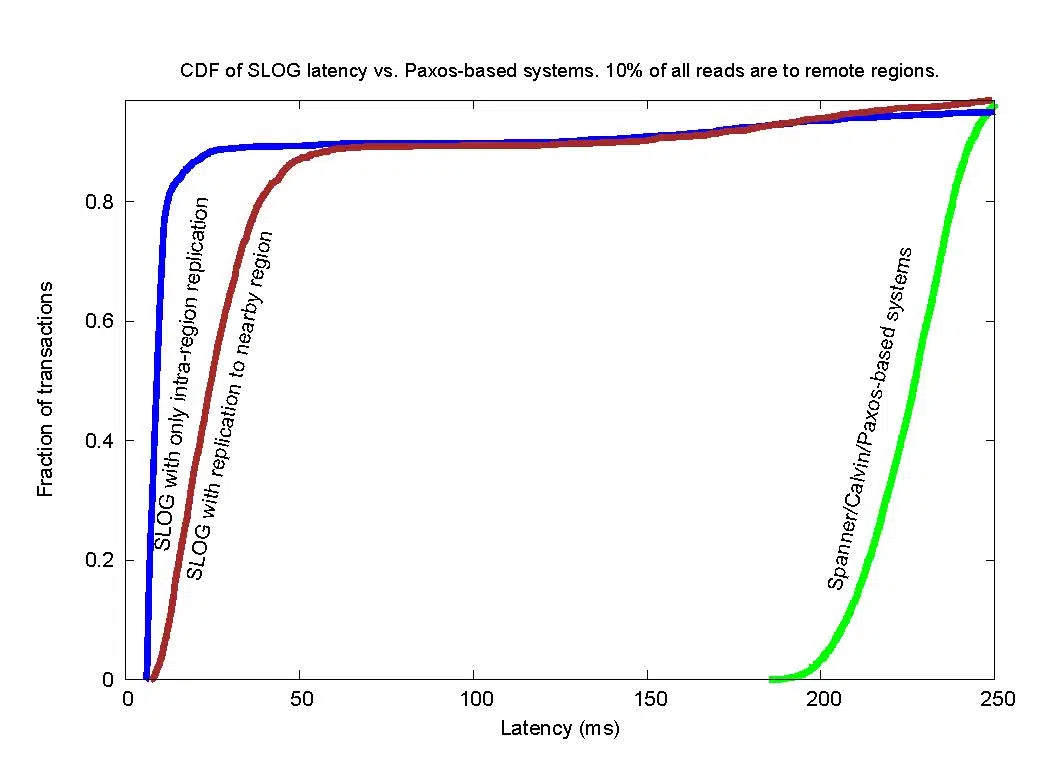 CDF of SLOG latency vs. Paxos-based systems. 10% of all reads are to remote regions.
Fraction of transactions
0.8
0.6
0.4
0.2
0
SLOG with only intra-region replication
SLOG with replication to nearby region
Spanner/Calvin/Paxos-based systems
0 50 100 150 200 250
Latency (ms)